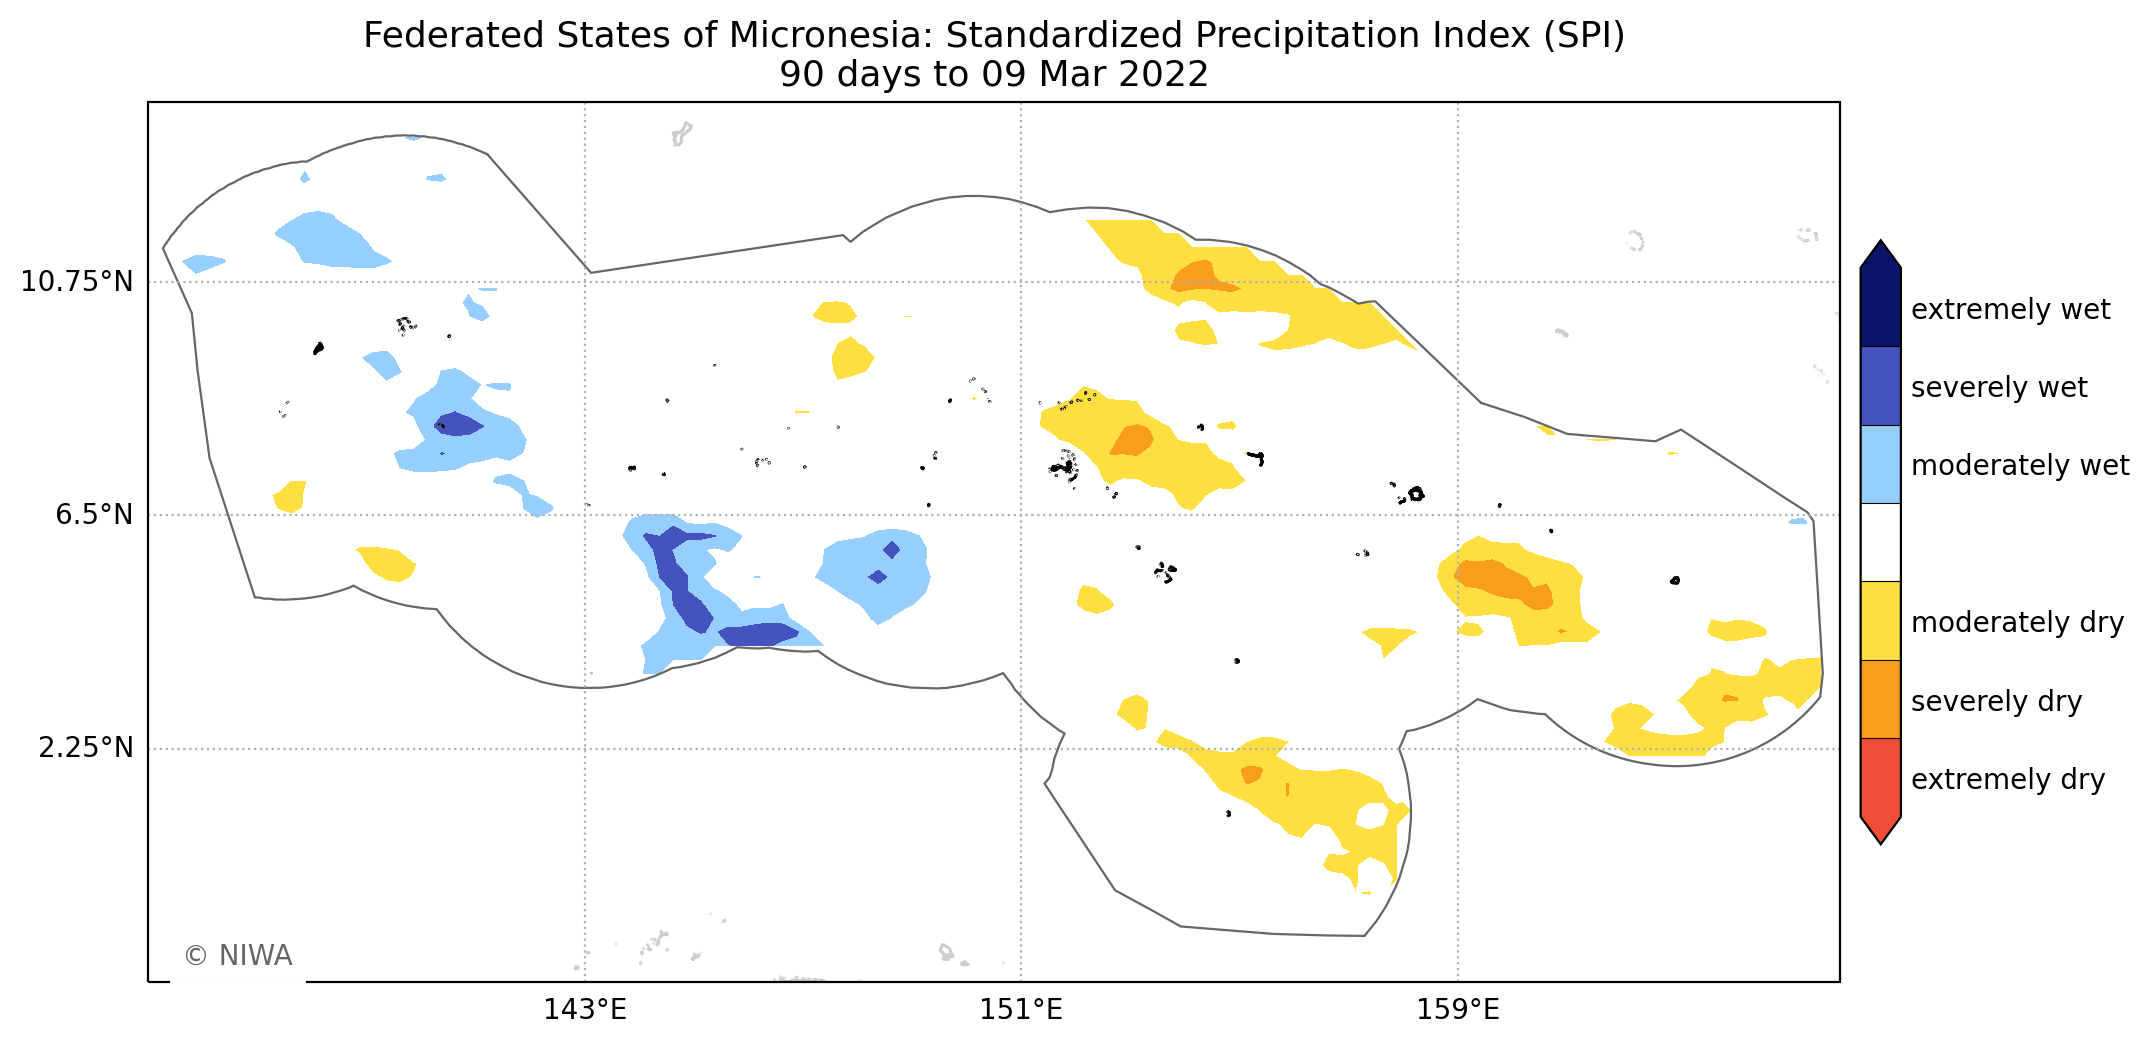 Federated States of Micronesia: Standardized Precipitation Index (SPI)
90 days to 09 Mar 2022
10.75°N
6.5°N
2.25°N
143°E
151°E
159°E
extremely wet
severely wet
moderately wet
moderately dry
severely dry
extremely dry
© NIWA